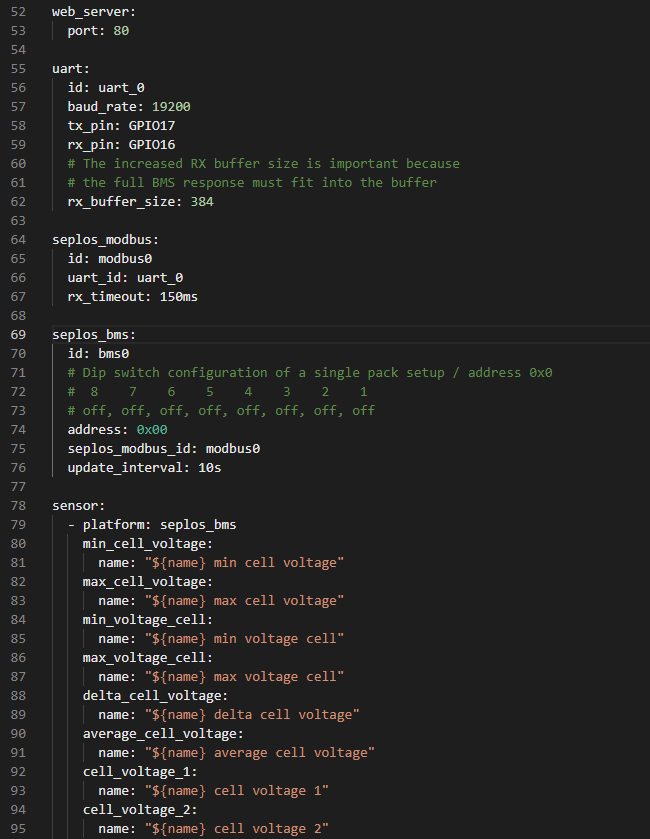 52 web_server:
53   port: 80
54
55 uart:
56   id: uart_0
57   baud_rate: 19200
58   tx_pin: GPIO17
59   rx_pin: GPIO16
60   # The increased RX buffer size is important because
61   # the full BMS response must fit into the buffer
62   rx_buffer_size: 384
63
64 seplos_modbus:
65   id: modbus0
66   uart_id: uart_0
67   rx_timeout: 150ms
68
69 seplos_bms:
70   id: bms0
71   # Dip switch configuration of a single pack setup / address 0x0
72   #  8    7    6    5    4    3    2    1
73   # off, off, off, off, off, off, off, off
74   address: 0x00
75   seplos_modbus_id: modbus0
76   update_interval: 10s
77
78 sensor:
79   - platform: seplos_bms
80     min_cell_voltage:
81       name: "${name} min cell voltage"
82     max_cell_voltage:
83       name: "${name} max cell voltage"
84     min_voltage_cell:
85       name: "${name} min voltage cell"
86     max_voltage_cell:
87       name: "${name} max voltage cell"
88     delta_cell_voltage:
89       name: "${name} delta cell voltage"
90     average_cell_voltage:
91       name: "${name} average cell voltage"
92     cell_voltage_1:
93       name: "${name} cell voltage 1"
94     cell_voltage_2:
95       name: "${name} cell voltage 2"